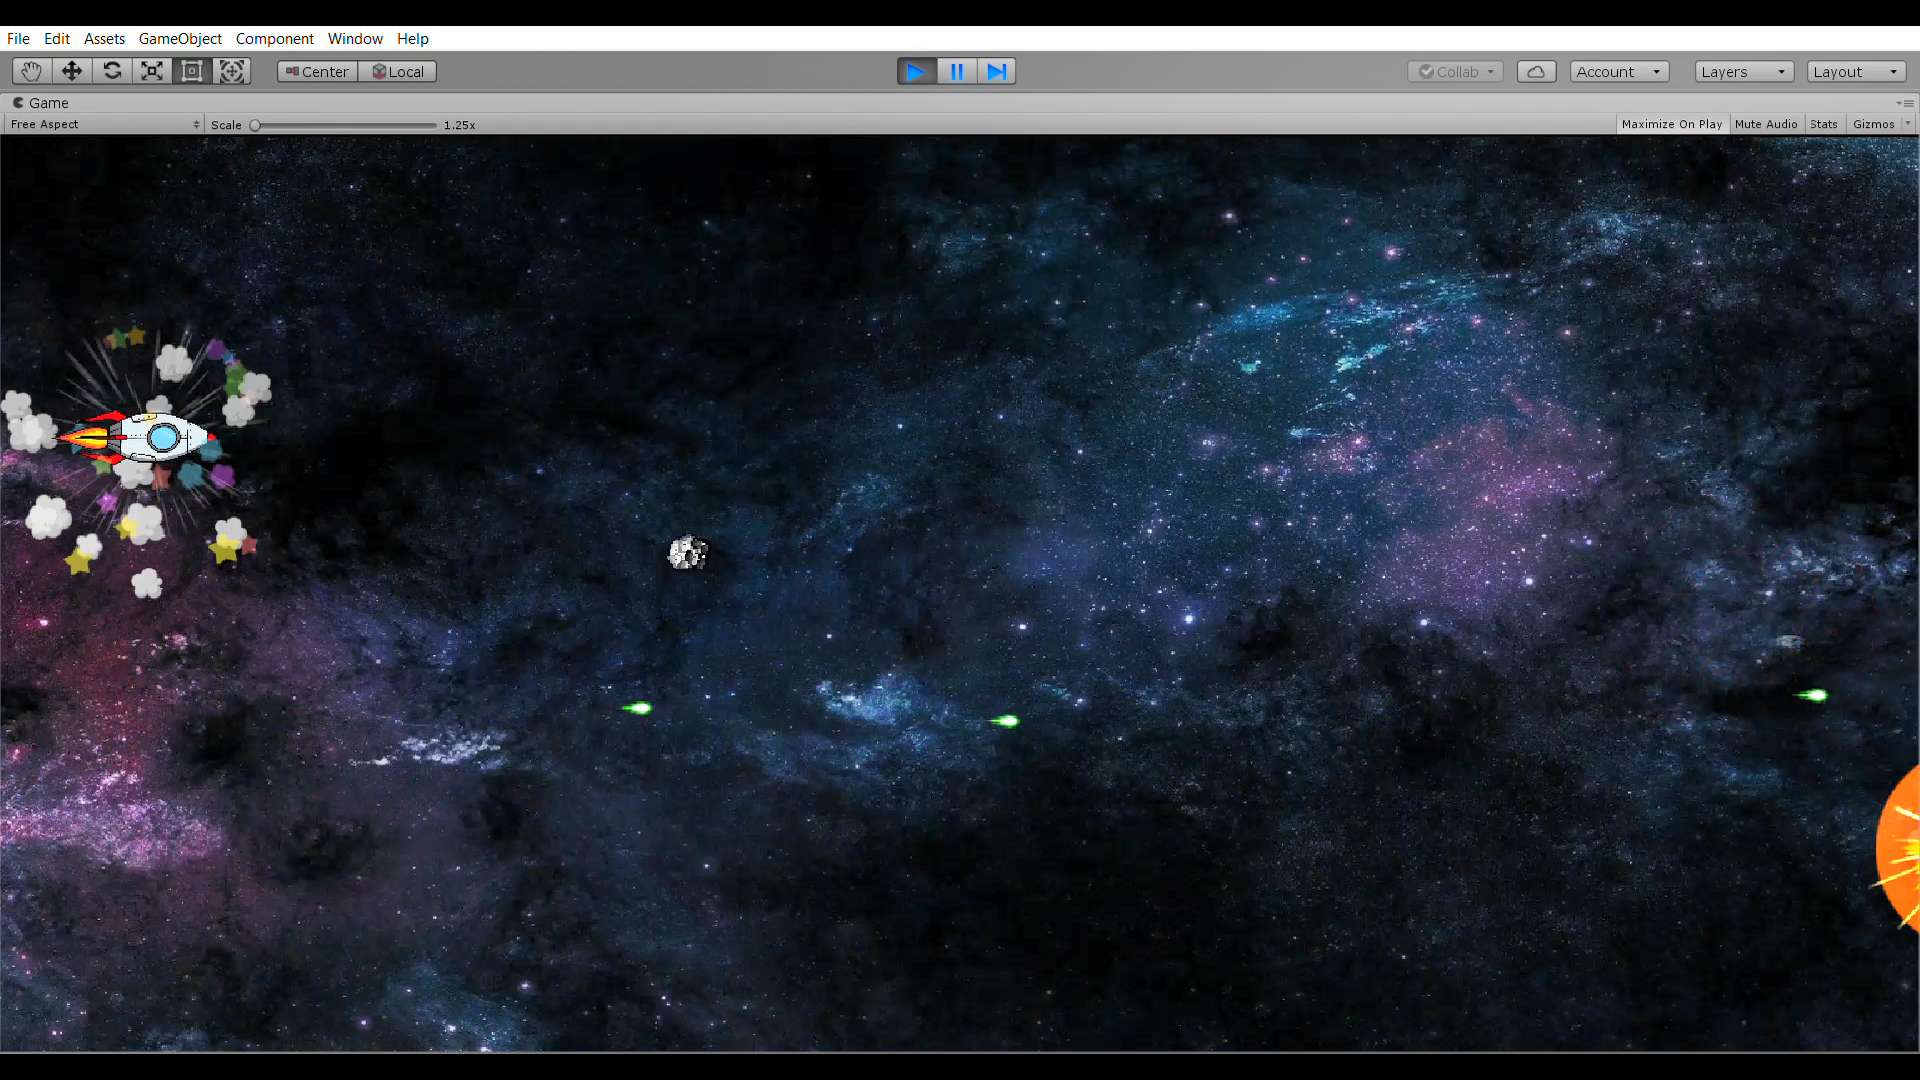 File Edit Assets GameObject Component Window Help
Center Local Collab Account Layers Layout
Game
Free Aspect Scale 1.25x Maximize On Play Mute Audio Stats Gizmos